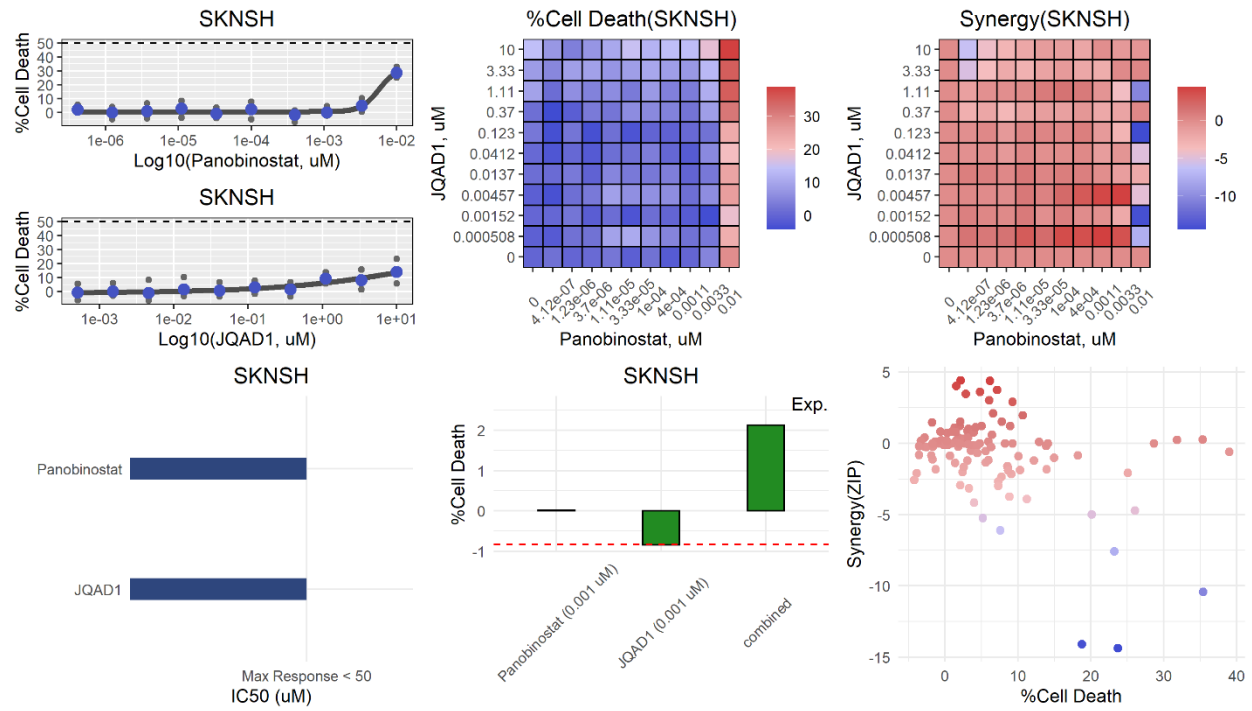 SKNSH
%Cell Death
50
40
30
20
10
0
1e-06
1e-05
1e-04
1e-03
1e-02
Log10(Panobinostat, uM)
SKNSH
%Cell Death
50
40
30
20
10
0
1e-03
1e-02
1e-01
1e+00
1e+01
Log10(JQAD1, uM)
%Cell Death(SKNSH)
JQAD1, uM
10
3.33
1.11
0.37
0.123
0.0412
0.0137
0.00457
0.00152
0.000508
0
0
4.12e-07
1.23e-06
3.7e-06
1.11e-05
3.33e-05
1e-04
4e-04
0.0011
0.0033
0.01
Panobinostat, uM
30
20
10
0
Synergy(SKNSH)
JQAD1, uM
10
3.33
1.11
0.37
0.123
0.0412
0.0137
0.00457
0.00152
0.000508
0
0
4.12e-07
1.23e-06
3.7e-06
1.11e-05
3.33e-05
1e-04
4e-04
0.0011
0.0033
0.01
Panobinostat, uM
0
-5
-10
SKNSH
Panobinostat
JQAD1
Max Response < 50
IC50 (uM)
SKNSH
Exp.
%Cell Death
2
1
0
-1
Panobinostat (0.001 uM)
JQAD1 (0.001 uM)
combined
Synergy(ZIP)
5
0
-5
-10
-15
0
10
20
30
40
%Cell Death